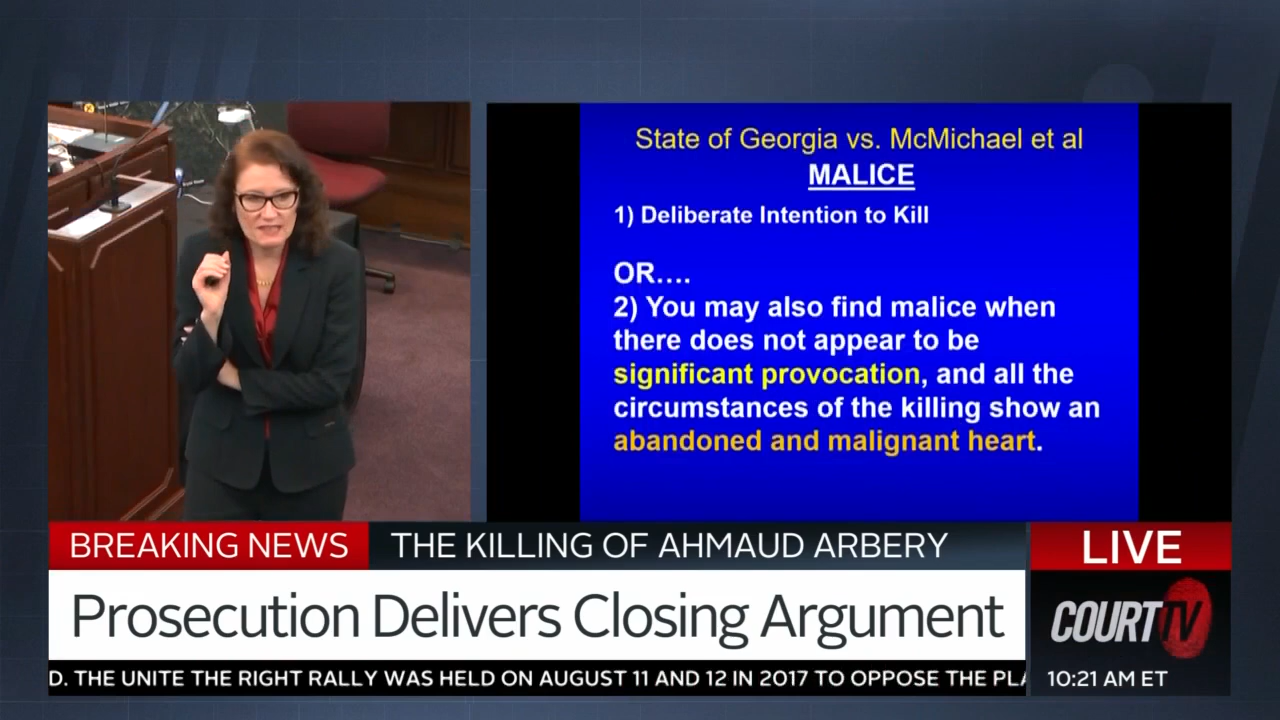 State of Georgia vs. McMichael et al
MALICE
1) Deliberate Intention to Kill
OR....
2) You may also find malice when
there does not appear to be
significant provocation, and all the
circumstances of the killing show an
abandoned and malignant heart.
BREAKING NEWS
THE KILLING OF AHMAUD ARBERY
LIVE
Prosecution Delivers Closing Argument
COURT TV
D. THE UNITE THE RIGHT RALLY WAS HELD ON AUGUST 11 AND 12 IN 2017 TO OPPOSE THE
10:21 AM ET